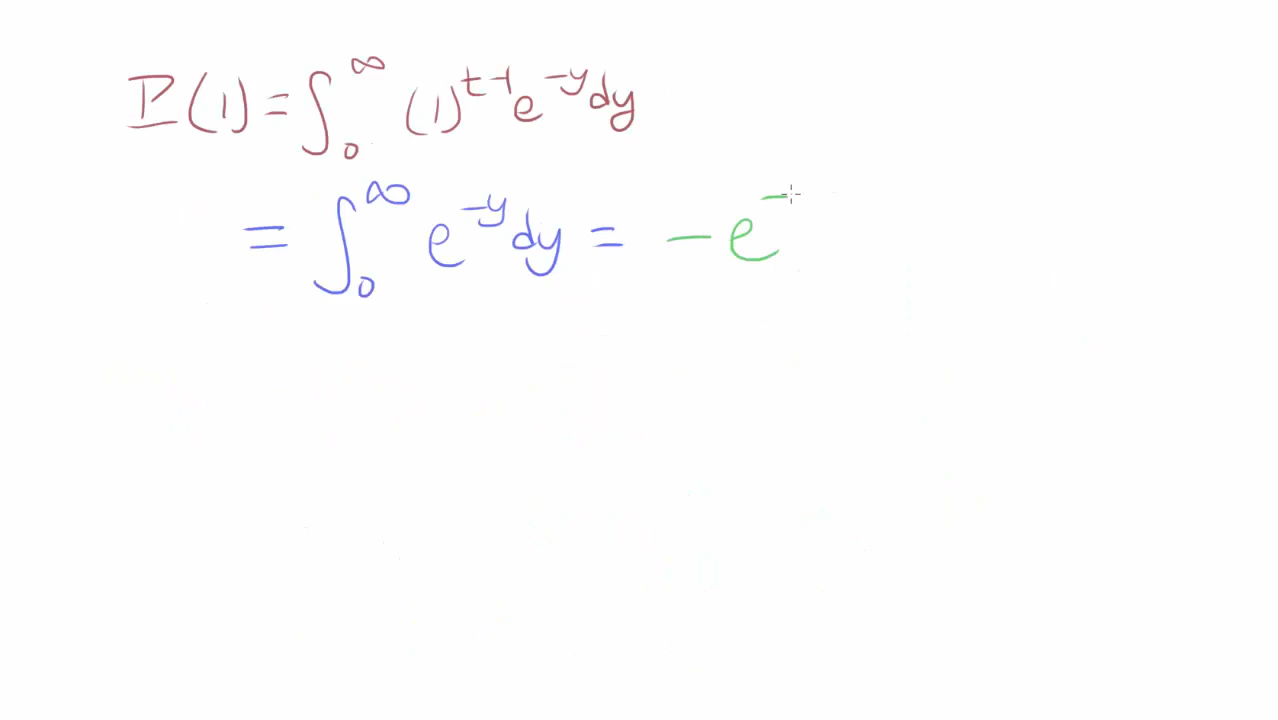 Γ(1) = ∫₀^∞ (1)^{t-1} e^{-y} dy
= ∫₀^∞ e^{-y} dy = -e^{-}